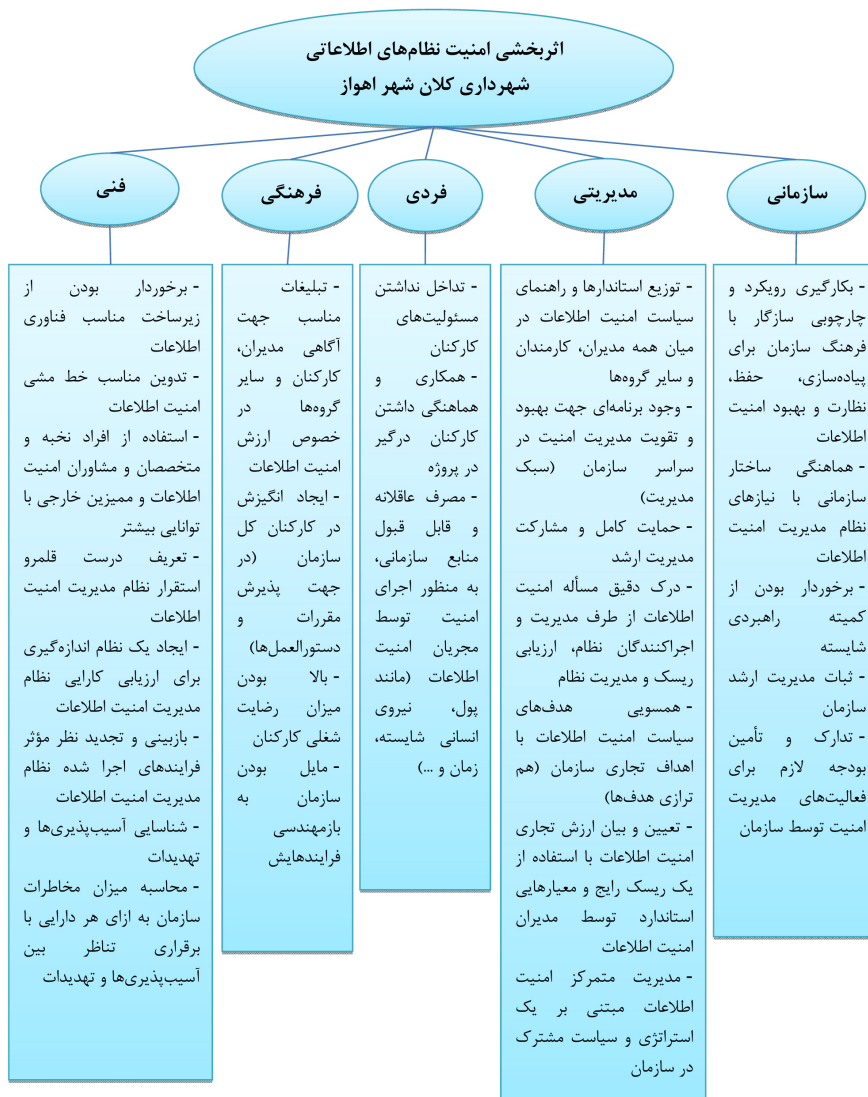 اثربخشی امنیت نظام‌های اطلاعاتی
شهرداری کلان شهر اهواز
سازمانی
مدیریتی
فردی
فرهنگی
فنی
- بکارگیری رویکرد و
چارچوبی سازگار با
فرهنگ سازمان برای
پیاده‌سازی، حفظ،
نظارت و بهبود امنیت
اطلاعات
- هماهنگی ساختار
سازمانی با نیازهای
نظام مدیریت امنیت
اطلاعات
- برخوردار بودن از
کمیته راهبردی
شایسته
- ثبات مدیریت ارشد
سازمان
- تدارک و تأمین
بودجه لازم برای
فعالیت‌های مدیریت
امنیت توسط سازمان
- توزیع استاندارها و راهنمای
سیاست امنیت اطلاعات در
میان همه مدیران، کارمندان
و سایر گروه‌ها
- وجود برنامه‌ای جهت بهبود
و تقویت مدیریت امنیت در
سراسر سازمان (سبک
مدیریت)
- حمایت کامل و مشارکت
مدیریت ارشد
- درک دقیق مسأله امنیت
اطلاعات از طرف مدیریت و
اجراکنندگان نظام، ارزیابی
ریسک و مدیریت نظام
- همسویی هدف‌های
سیاست امنیت اطلاعات با
اهداف تجاری سازمان (هم
ترازی هدف‌ها)
- تعیین و بیان ارزش تجاری
امنیت اطلاعات با استفاده از
یک ریسک رایج و معیارهایی
استاندارد توسط مدیران
امنیت اطلاعات
- مدیریت متمرکز امنیت
اطلاعات مبتنی بر یک
استراتژی و سیاست مشترک
در سازمان
- تداخل نداشتن
مسئولیت‌های
کارکنان
- همکاری و
هماهنگی داشتن
کارکنان درگیر
در پروژه
- مصرف عاقلانه
و قابل قبول
منابع سازمانی،
به منظور اجرای
امنیت توسط
مجریان امنیت
اطلاعات (مانند
پول، نیروی
انسانی شایسته،
زمان و ...)
- تبلیغات
مناسب جهت
آگاهی مدیران،
کارکنان و سایر
گروه‌ها در
خصوص ارزش
امنیت اطلاعات
- ایجاد انگیزش
در کارکنان کل
سازمان (در
جهت پذیرش
مقررات و
دستورالعمل‌ها)
- بالا بودن
میزان رضایت
شغلی کارکنان
- مایل بودن
سازمان به
بازمهندسی
فرایندهایش
- برخوردار بودن از
زیرساخت مناسب فناوری
اطلاعات
- تدوین مناسب خط مشی
امنیت اطلاعات
- استفاده از افراد نخبه و
متخصصان و مشاوران امنیت
اطلاعات و ممیزین خارجی با
توانایی بیشتر
- تعریف درست قلمرو
استقرار نظام مدیریت امنیت
اطلاعات
- ایجاد یک نظام اندازه‌گیری
برای ارزیابی کارایی نظام
مدیریت امنیت اطلاعات
- بازبینی و تجدید نظر مؤثر
فرایندهای اجرا شده نظام
مدیریت امنیت اطلاعات
- شناسایی آسیب‌پذیری‌ها و
تهدیدات
- محاسبه میزان مخاطرات
سازمان به ازای هر دارایی با
برقراری تناظر بین
آسیب‌پذیری‌ها و تهدیدات